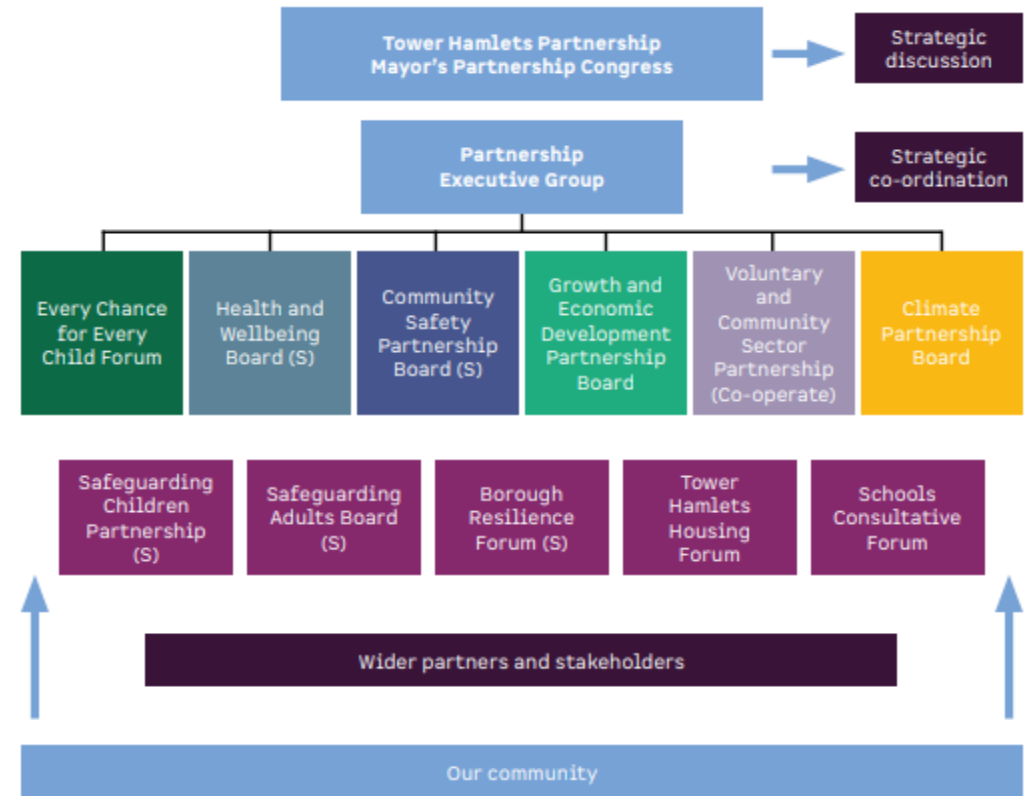 Tower Hamlets Partnership
Mayor's Partnership Congress
Strategic
discussion
Partnership
Executive Group
Strategic
co-ordination
Every Chance
for Every
Child Forum
Health and
Wellbeing
Board (S)
Community
Safety
Partnership
Board (S)
Growth and
Economic
Development
Partnership
Board
Voluntary
and
Community
Sector
Partnership
(Co-operate)
Climate
Partnership
Board
Safeguarding
Children
Partnership
(S)
Safeguarding
Adults Board
(S)
Borough
Resilience
Forum (S)
Tower
Hamlets
Housing
Forum
Schools
Consultative
Forum
Wider partners and stakeholders
Our community